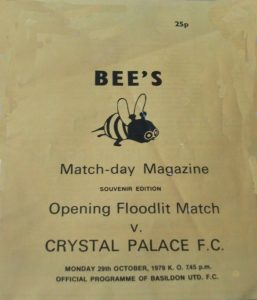 25p
BEE'S
Match-day Magazine
SOUVENIR EDITION
Opening Floodlit Match
V.
CRYSTAL PALACE F.C.
MONDAY 29th OCTOBER, 1979 K. O. 7.45 p.m.
OFFICIAL PROGRAMME OF BASILDON UTD. F.C.